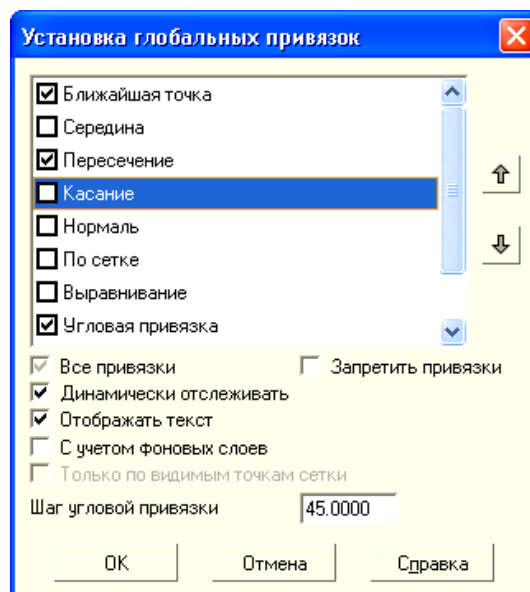 Установка глобальных привязок
Ближайшая точка
Середина
Пересечение
Касание
Нормаль
По сетке
Выравнивание
Угловая привязка
Все привязки Запретить привязки
Динамически отслеживать
Отображать текст
С учетом фоновых слоев
Только по видимым точкам сетки
Шаг угловой привязки 45.0000
OK Отмена Справка